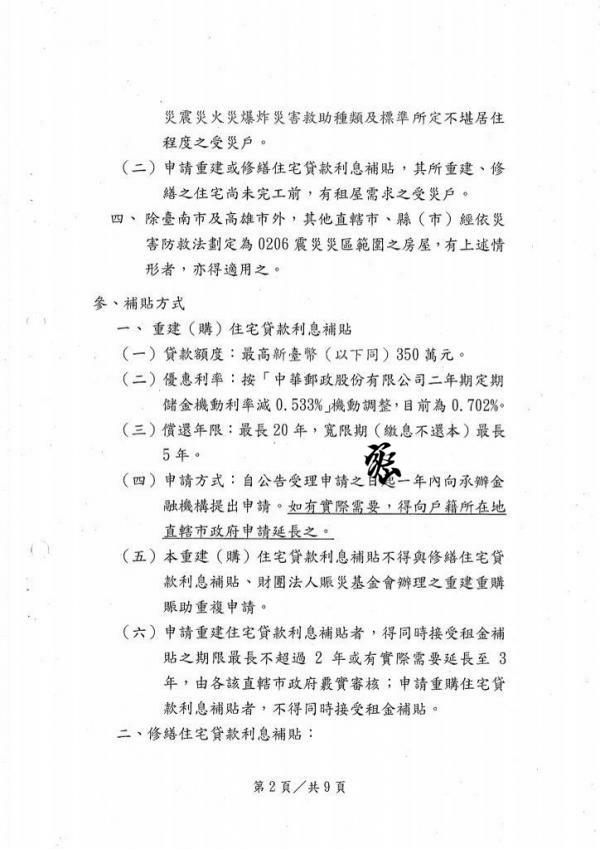 災震災火災爆炸災害救助種類及標準所定不堪居住
程度之受災戶。
（二）申請重建或修繕住宅貸款利息補貼，其所重建、修
繕之住宅尚未完工前，有租屋需求之受災戶。
四、除臺南市及高雄市外，其他直轄市、縣（市）經依災
害防救法劃定為0206震災災區範圍之房屋，有上述情
形者，亦得適用之。
參、補貼方式
一、重建（購）住宅貸款利息補貼
（一）貸款額度：最高新臺幣（以下同）350萬元。
（二）優惠利率：按「中華郵政股份有限公司二年期定期
儲金機動利率減0.533%」機動調整，目前為0.702%。
（三）償還年限：最長20年，寬限期（繳息不還本）最長
5年。
（四）申請方式：自公告受理申請之日起一年內向承辦金
融機構提出申請。如有實際需要，得向戶籍所在地
直轄市政府申請延長之。
（五）本重建（購）住宅貸款利息補貼不得與修繕住宅貸
款利息補貼、財團法人賑災基金會辦理之重建重購
賑助重複申請。
（六）申請重建住宅貸款利息補貼者，得同時接受租金補
貼之期限最長不超過2年或有實際需要延長至3
年，由各該直轄市政府覈實審核；申請重購住宅貸
款利息補貼者，不得同時接受租金補貼。
二、修繕住宅貸款利息補貼：
第2頁／共9頁